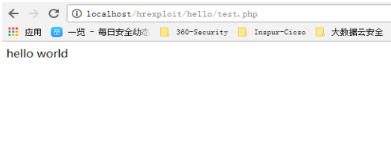 localhost/hrexploit/hello/test.php
应用 一览 - 每日安全动态 360-Security Inspur-Cisso 大数据云安全
hello world